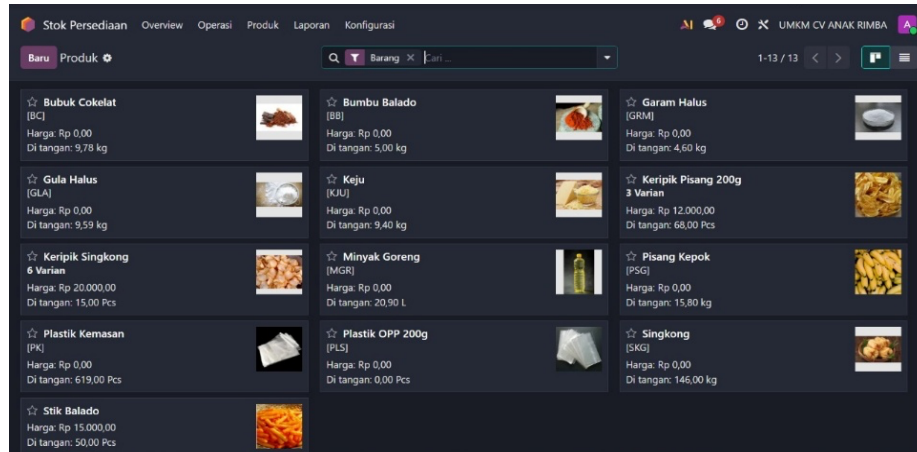 Stok Persediaan Overview Operasi Produk Laporan Konfigurasi AI 6 UMKM CV ANAK RIMBA A
Baru Produk Barang × Cari ... 1-13 / 13
Bubuk Cokelat
[BC]
Harga: Rp 0,00
Di tangan: 9,78 kg
Bumbu Balado
[BB]
Harga: Rp 0,00
Di tangan: 5,00 kg
Garam Halus
[GRM]
Harga: Rp 0,00
Di tangan: 4,60 kg
Gula Halus
[GLA]
Harga: Rp 0,00
Di tangan: 9,59 kg
Keju
[KJU]
Harga: Rp 0,00
Di tangan: 9,40 kg
Keripik Pisang 200g
3 Varian
Harga: Rp 12.000,00
Di tangan: 68,00 Pcs
Keripik Singkong
6 Varian
Harga: Rp 20.000,00
Di tangan: 15,00 Pcs
Minyak Goreng
[MGR]
Harga: Rp 0,00
Di tangan: 20,90 L
Pisang Kepok
[PSG]
Harga: Rp 0,00
Di tangan: 15,80 kg
Plastik Kemasan
[PK]
Harga: Rp 0,00
Di tangan: 619,00 Pcs
Plastik OPP 200g
[PLS]
Harga: Rp 0,00
Di tangan: 0,00 Pcs
Singkong
[SKG]
Harga: Rp 0,00
Di tangan: 146,00 kg
Stik Balado
Harga: Rp 15.000,00
Di tangan: 50,00 Pcs